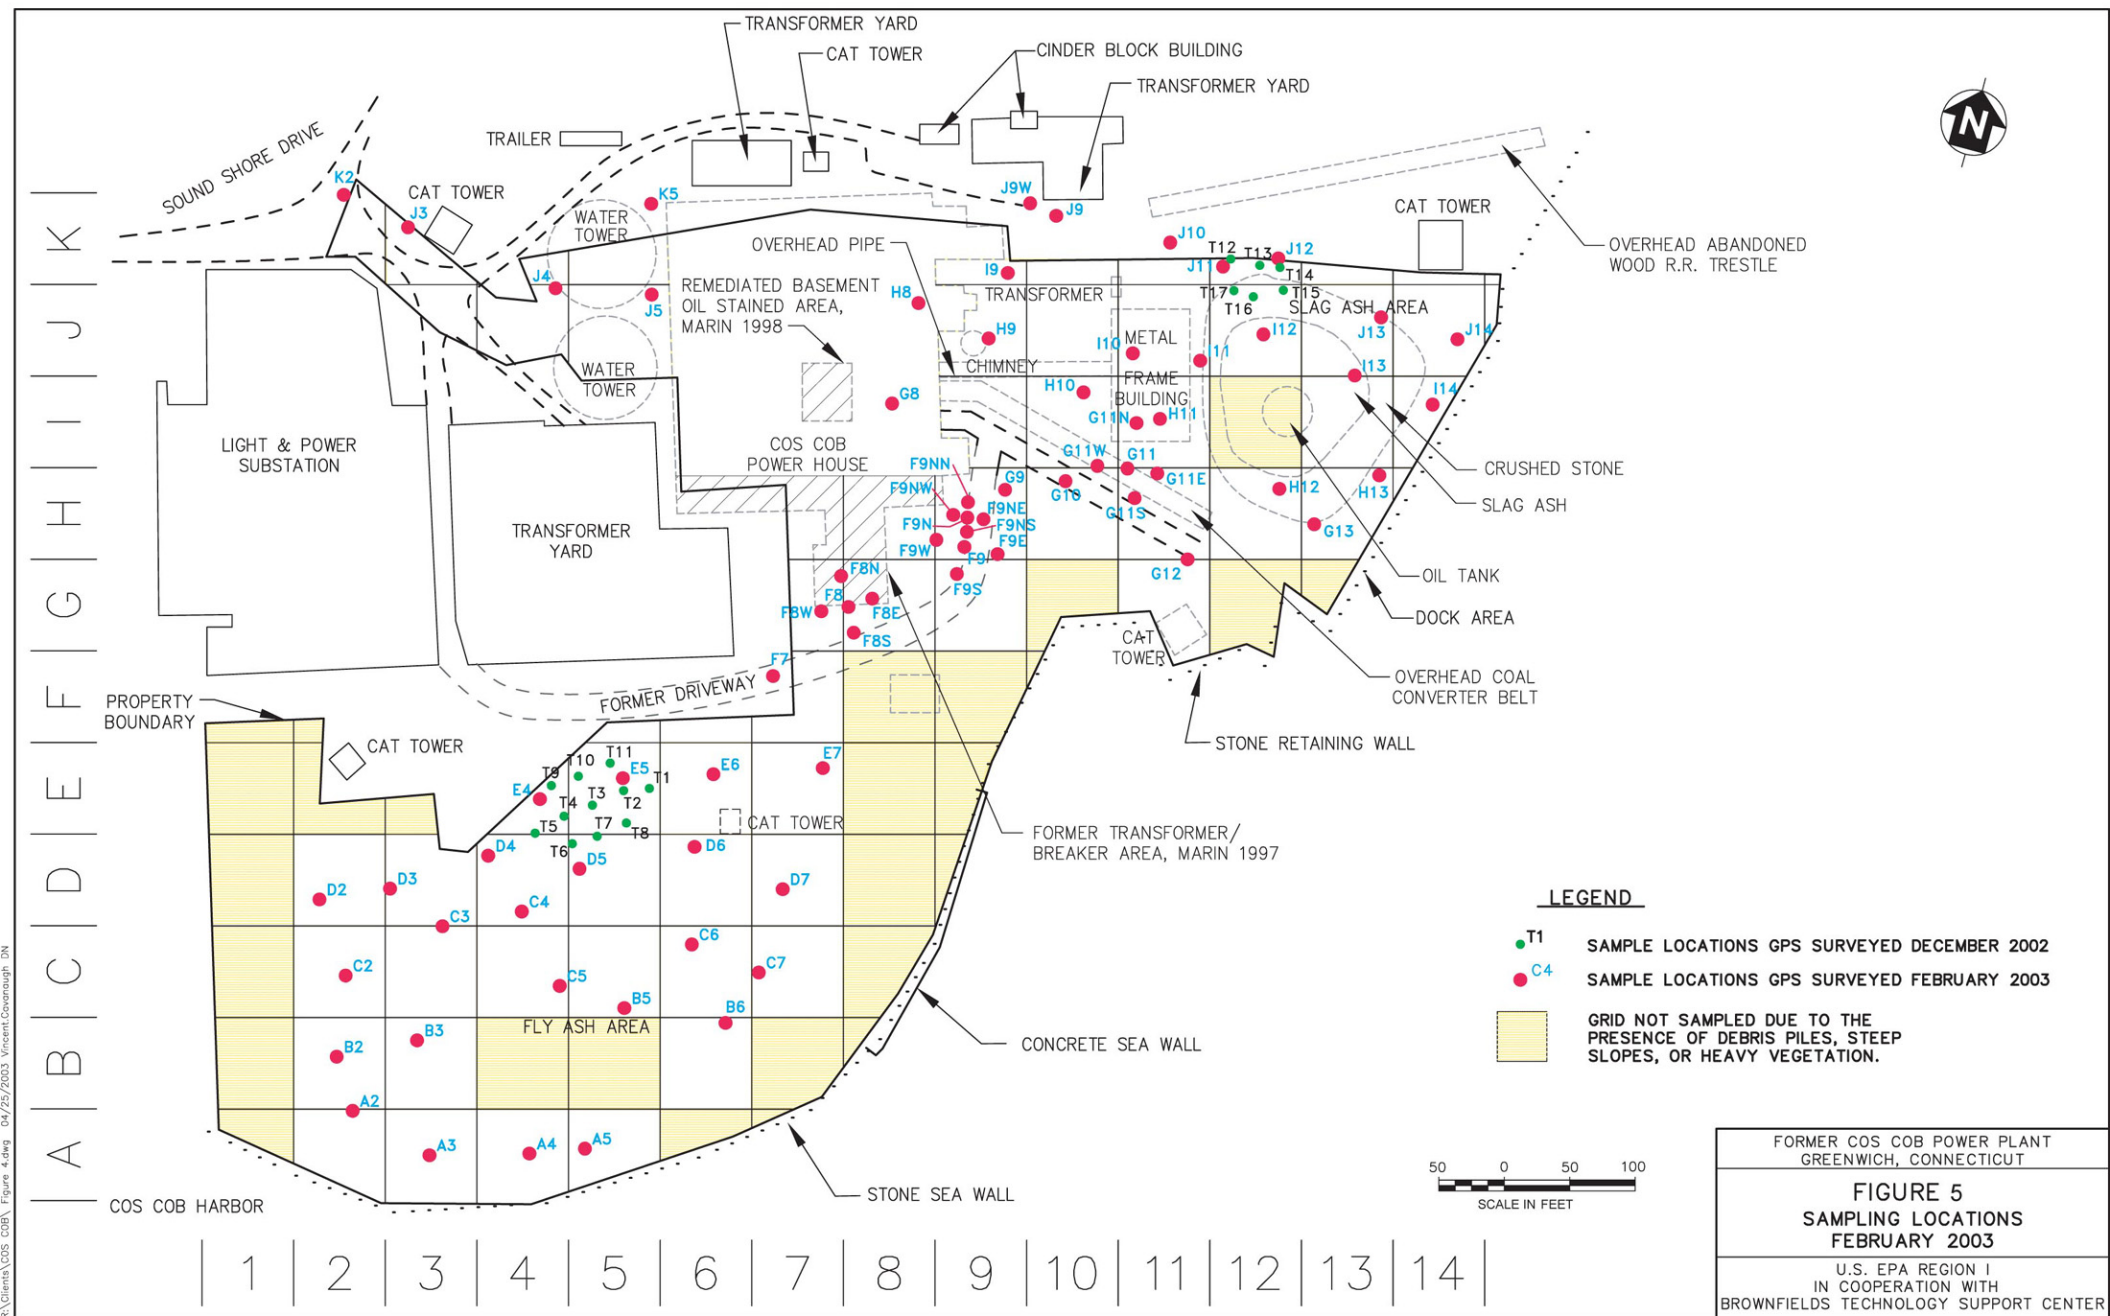 TRANSFORMER YARD
CAT TOWER
CINDER BLOCK BUILDING
TRANSFORMER YARD
TRAILER
SOUND SHORE DRIVE
N
K2
J3
CAT TOWER
K5
WATER
TOWER
J9W
J9
CAT TOWER
OVERHEAD ABANDONED
WOOD R.R. TRESTLE
OVERHEAD PIPE
J10
T12
T13
J12
J11
T14
I9
J4
J5
REMEDIATED BASEMENT
OIL STAINED AREA,
MARIN 1998
H8
TRANSFORMER
T17
T16
T15
SLAG ASH AREA
J13
J14
H9
I10
METAL
I11
I12
CHIMNEY
WATER
TOWER
G8
H10
FRAME
BUILDING
G11N
H11
I13
I14
LIGHT & POWER
SUBSTATION
COS COB
POWER HOUSE
F9NN
G11W
G11
G11E
CRUSHED STONE
F9NW
G9
G10
G11S
H12
H13
SLAG ASH
F9NE
F9N
F9NS
G13
TRANSFORMER
YARD
F9W
F9
F9E
F9S
G12
OIL TANK
F8N
F8
F8W
F8E
F8S
DOCK AREA
CAT
TOWER
F7
FORMER DRIVEWAY
OVERHEAD COAL
CONVERTER BELT
PROPERTY
BOUNDARY
STONE RETAINING WALL
CAT TOWER
T10
T11
E5
T9
T1
E6
E7
E4
T4
T3
T2
T5
T7
T8
T6
CAT TOWER
FORMER TRANSFORMER/
BREAKER AREA, MARIN 1997
D4
D5
D6
D2
D3
D7
C3
C4
C6
C2
C5
C7
B5
B6
FLY ASH AREA
B2
B3
A2
A3
A4
A5
CONCRETE SEA WALL
STONE SEA WALL
COS COB HARBOR
K
J
I
H
G
F
E
D
C
B
A
1 2 3 4 5 6 7 8 9 10 11 12 13 14
LEGEND
T1 SAMPLE LOCATIONS GPS SURVEYED DECEMBER 2002
C4 SAMPLE LOCATIONS GPS SURVEYED FEBRUARY 2003
GRID NOT SAMPLED DUE TO THE
PRESENCE OF DEBRIS PILES, STEEP
SLOPES, OR HEAVY VEGETATION.
50 0 50 100
SCALE IN FEET
FORMER COS COB POWER PLANT
GREENWICH, CONNECTICUT
FIGURE 5
SAMPLING LOCATIONS
FEBRUARY 2003
U.S. EPA REGION I
IN COOPERATION WITH
BROWNFIELDS TECHNOLOGY SUPPORT CENTER
R:\Clients\COS COB\ Figure 4.dwg 04/25/2003 Vincent.Cavanaugh DN